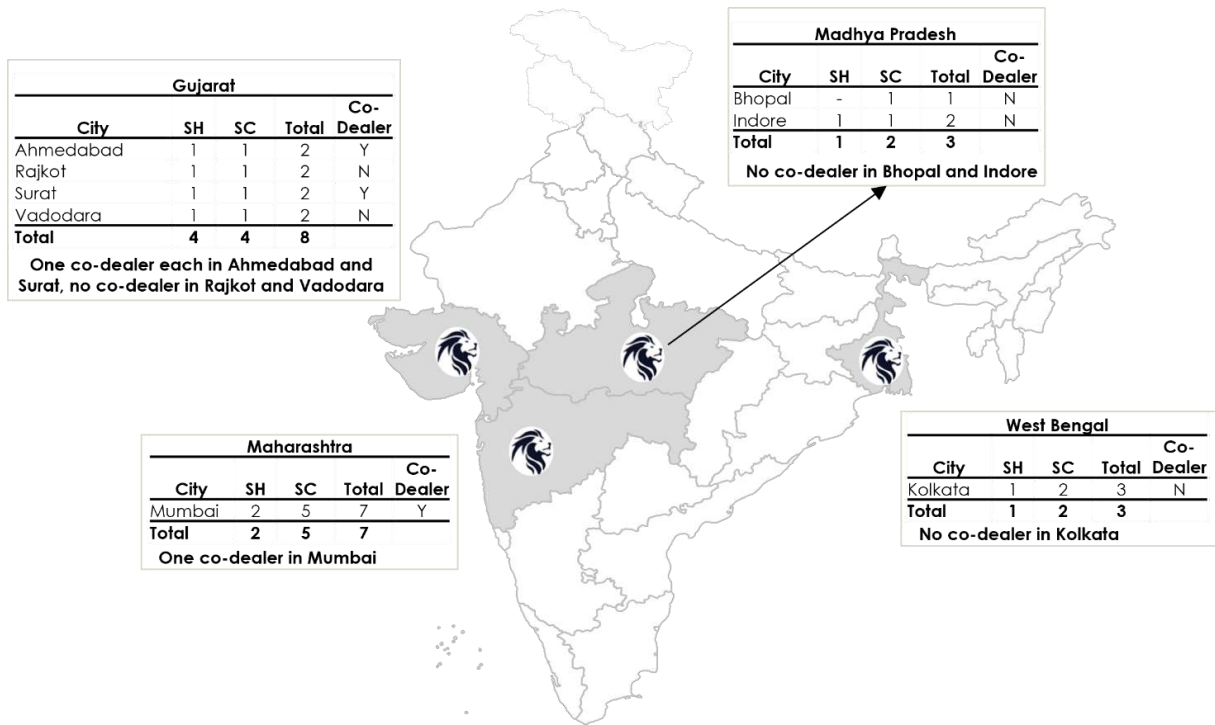 Gujarat
City SH SC Total Co-Dealer
Ahmedabad 1 1 2 Y
Rajkot 1 1 2 N
Surat 1 1 2 Y
Vadodara 1 1 2 N
Total 4 4 8
One co-dealer each in Ahmedabad and
Surat, no co-dealer in Rajkot and Vadodara
Madhya Pradesh
City SH SC Total Co-Dealer
Bhopal - 1 1 N
Indore 1 1 2 N
Total 1 2 3
No co-dealer in Bhopal and Indore
Maharashtra
City SH SC Total Co-Dealer
Mumbai 2 5 7 Y
Total 2 5 7
One co-dealer in Mumbai
West Bengal
City SH SC Total Co-Dealer
Kolkata 1 2 3 N
Total 1 2 3
No co-dealer in Kolkata